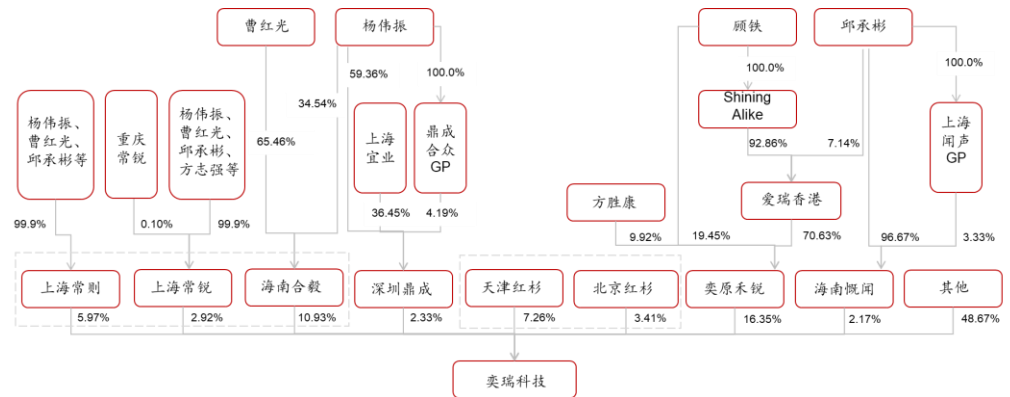 曹红光
杨伟振
顾铁
邱承彬
59.36%
100.0%
100.0%
100.0%
杨伟振、
曹红光、
邱承彬等
重庆
常锐
杨伟振、
曹红光、
邱承彬、
方志强等
65.46%
34.54%
上海
宜业
鼎成
合众
GP
Shining
Alike
上海
闻声
GP
92.86%
7.14%
方胜康
爱瑞香港
99.9%
0.10%
99.9%
36.45%
4.19%
9.92%
19.45%
70.63%
96.67%
3.33%
上海常则
上海常锐
海南合毅
深圳鼎成
天津红杉
北京红杉
奕原禾锐
海南慨闻
其他
5.97%
2.92%
10.93%
2.33%
7.26%
3.41%
16.35%
2.17%
48.67%
奕瑞科技